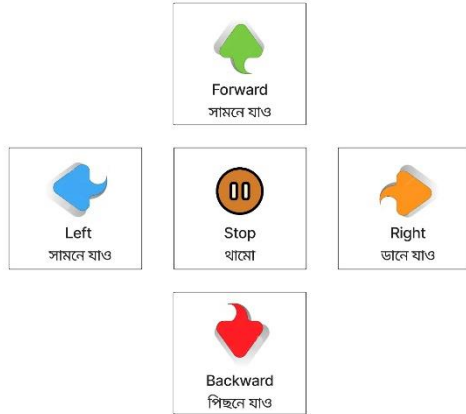 Forward
সামনে যাও
Left
সামনে যাও
Stop
থামো
Right
ডানে যাও
Backward
পিছনে যাও